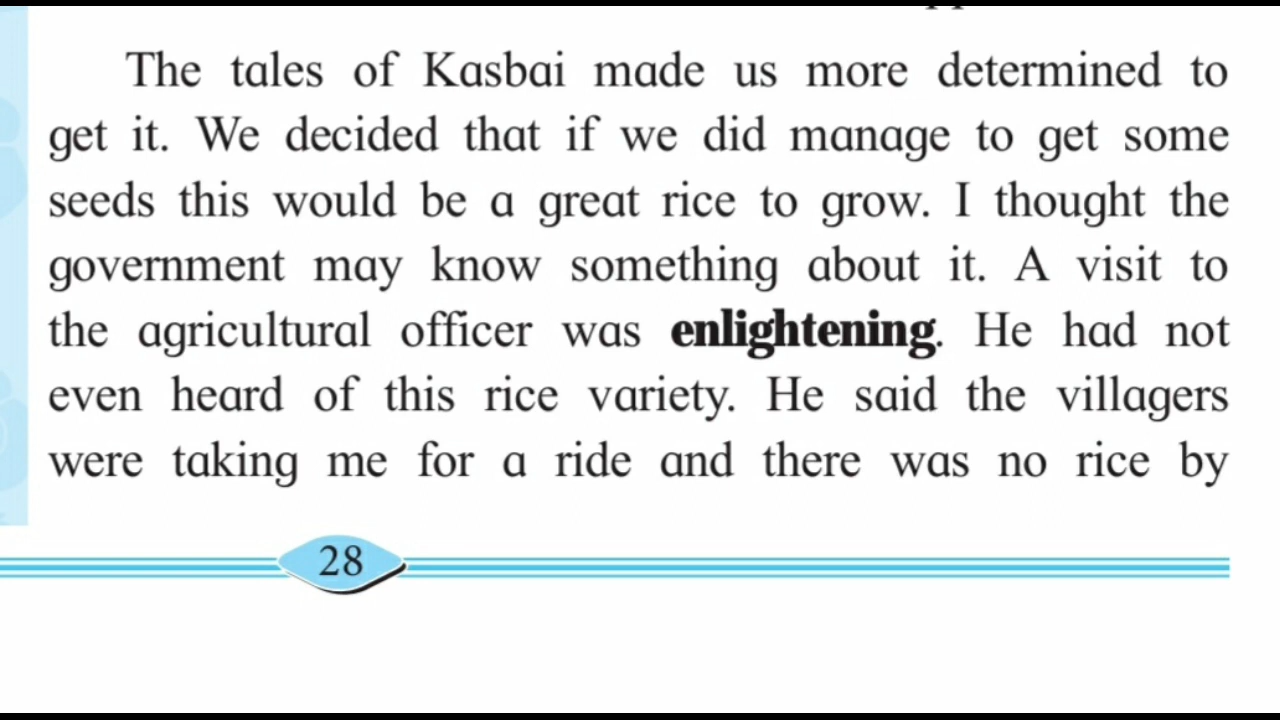 The tales of Kasbai made us more determined to
get it. We decided that if we did manage to get some
seeds this would be a great rice to grow. I thought the
government may know something about it. A visit to
the agricultural officer was enlightening. He had not
even heard of this rice variety. He said the villagers
were taking me for a ride and there was no rice by
28